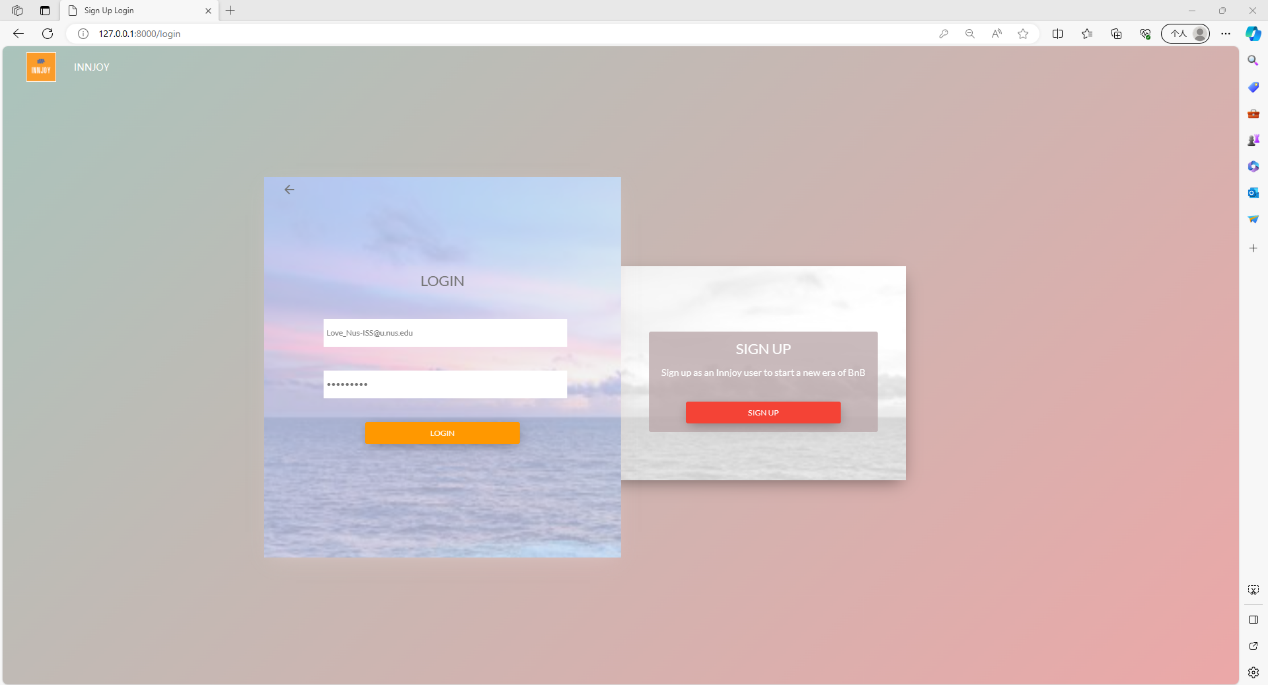 Sign Up Login
127.0.0.1:8000/login
个人
INNJOY
INNJOY
LOGIN
Love_Nus-ISS@u.nus.edu
•••••••••
LOGIN
SIGN UP
Sign up as an Innjoy user to start a new era of BnB
SIGN UP